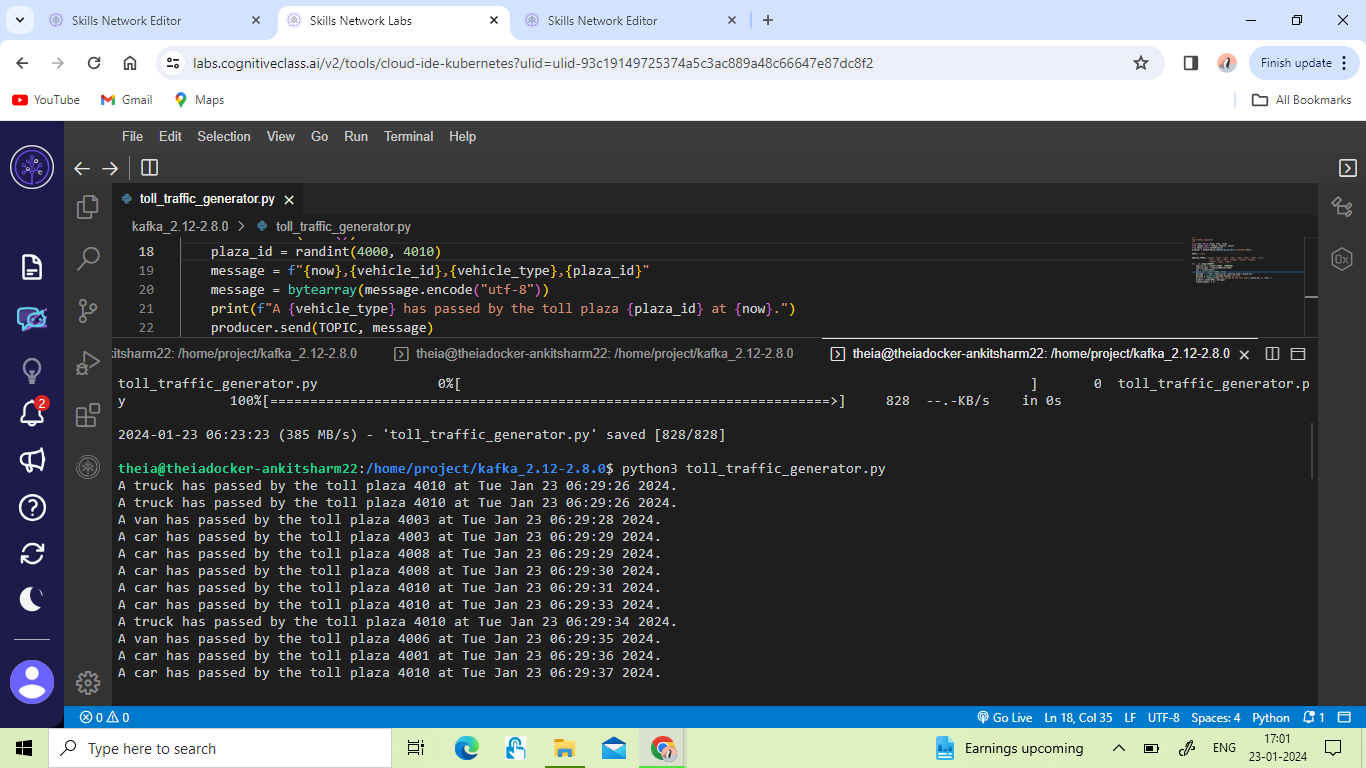 Skills Network Editor
Skills Network Labs
Skills Network Editor
labs.cognitiveclass.ai/v2/tools/cloud-ide-kubernetes?ulid=ulid-93c19149725374a5c3ac889a48c66647e87dc8f2
Finish update
YouTube
Gmail
Maps
All Bookmarks
File Edit Selection View Go Run Terminal Help
toll_traffic_generator.py
kafka_2.12-2.8.0 > toll_traffic_generator.py
18 plaza_id = randint(4000, 4010)
19 message = f"{now},{vehicle_id},{vehicle_type},{plaza_id}"
20 message = bytearray(message.encode("utf-8"))
21 print(f"A {vehicle_type} has passed by the toll plaza {plaza_id} at {now}.")
22 producer.send(TOPIC, message)
itsharm22: /home/project/kafka_2.12-2.8.0
theia@theiadocker-ankitsharm22: /home/project/kafka_2.12-2.8.0
theia@theiadocker-ankitsharm22: /home/project/kafka_2.12-2.8.0
toll_traffic_generator.py 0%[ ] 0 toll_traffic_generator.p
y 100%[======================================================================>] 828 --.-KB/s in 0s
2024-01-23 06:23:23 (385 MB/s) - 'toll_traffic_generator.py' saved [828/828]
theia@theiadocker-ankitsharm22:/home/project/kafka_2.12-2.8.0$ python3 toll_traffic_generator.py
A truck has passed by the toll plaza 4010 at Tue Jan 23 06:29:26 2024.
A truck has passed by the toll plaza 4010 at Tue Jan 23 06:29:26 2024.
A van has passed by the toll plaza 4003 at Tue Jan 23 06:29:28 2024.
A car has passed by the toll plaza 4003 at Tue Jan 23 06:29:29 2024.
A car has passed by the toll plaza 4008 at Tue Jan 23 06:29:29 2024.
A car has passed by the toll plaza 4008 at Tue Jan 23 06:29:30 2024.
A car has passed by the toll plaza 4010 at Tue Jan 23 06:29:31 2024.
A car has passed by the toll plaza 4010 at Tue Jan 23 06:29:33 2024.
A truck has passed by the toll plaza 4010 at Tue Jan 23 06:29:34 2024.
A van has passed by the toll plaza 4006 at Tue Jan 23 06:29:35 2024.
A car has passed by the toll plaza 4001 at Tue Jan 23 06:29:36 2024.
A car has passed by the toll plaza 4010 at Tue Jan 23 06:29:37 2024.
2
0x
0 0
Go Live Ln 18, Col 35 LF UTF-8 Spaces: 4 Python 1
Type here to search
Earnings upcoming
ENG
17:01
23-01-2024